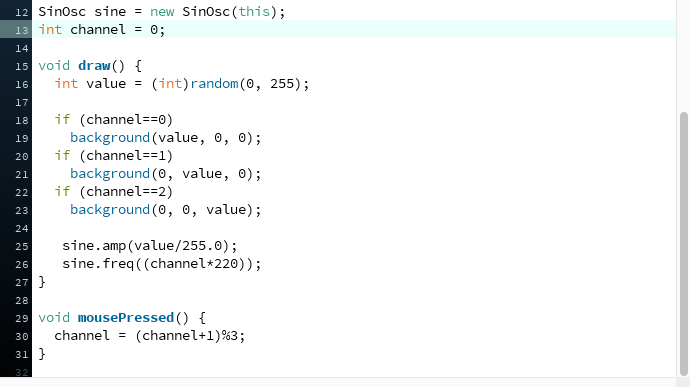 12 SinOsc sine = new SinOsc(this);
13 int channel = 0;
14
15 void draw() {
16   int value = (int)random(0, 255);
17
18   if (channel==0)
19     background(value, 0, 0);
20   if (channel==1)
21     background(0, value, 0);
22   if (channel==2)
23     background(0, 0, value);
24
25    sine.amp(value/255.0);
26    sine.freq((channel*220));
27 }
28
29 void mousePressed() {
30   channel = (channel+1)%3;
31 }
32